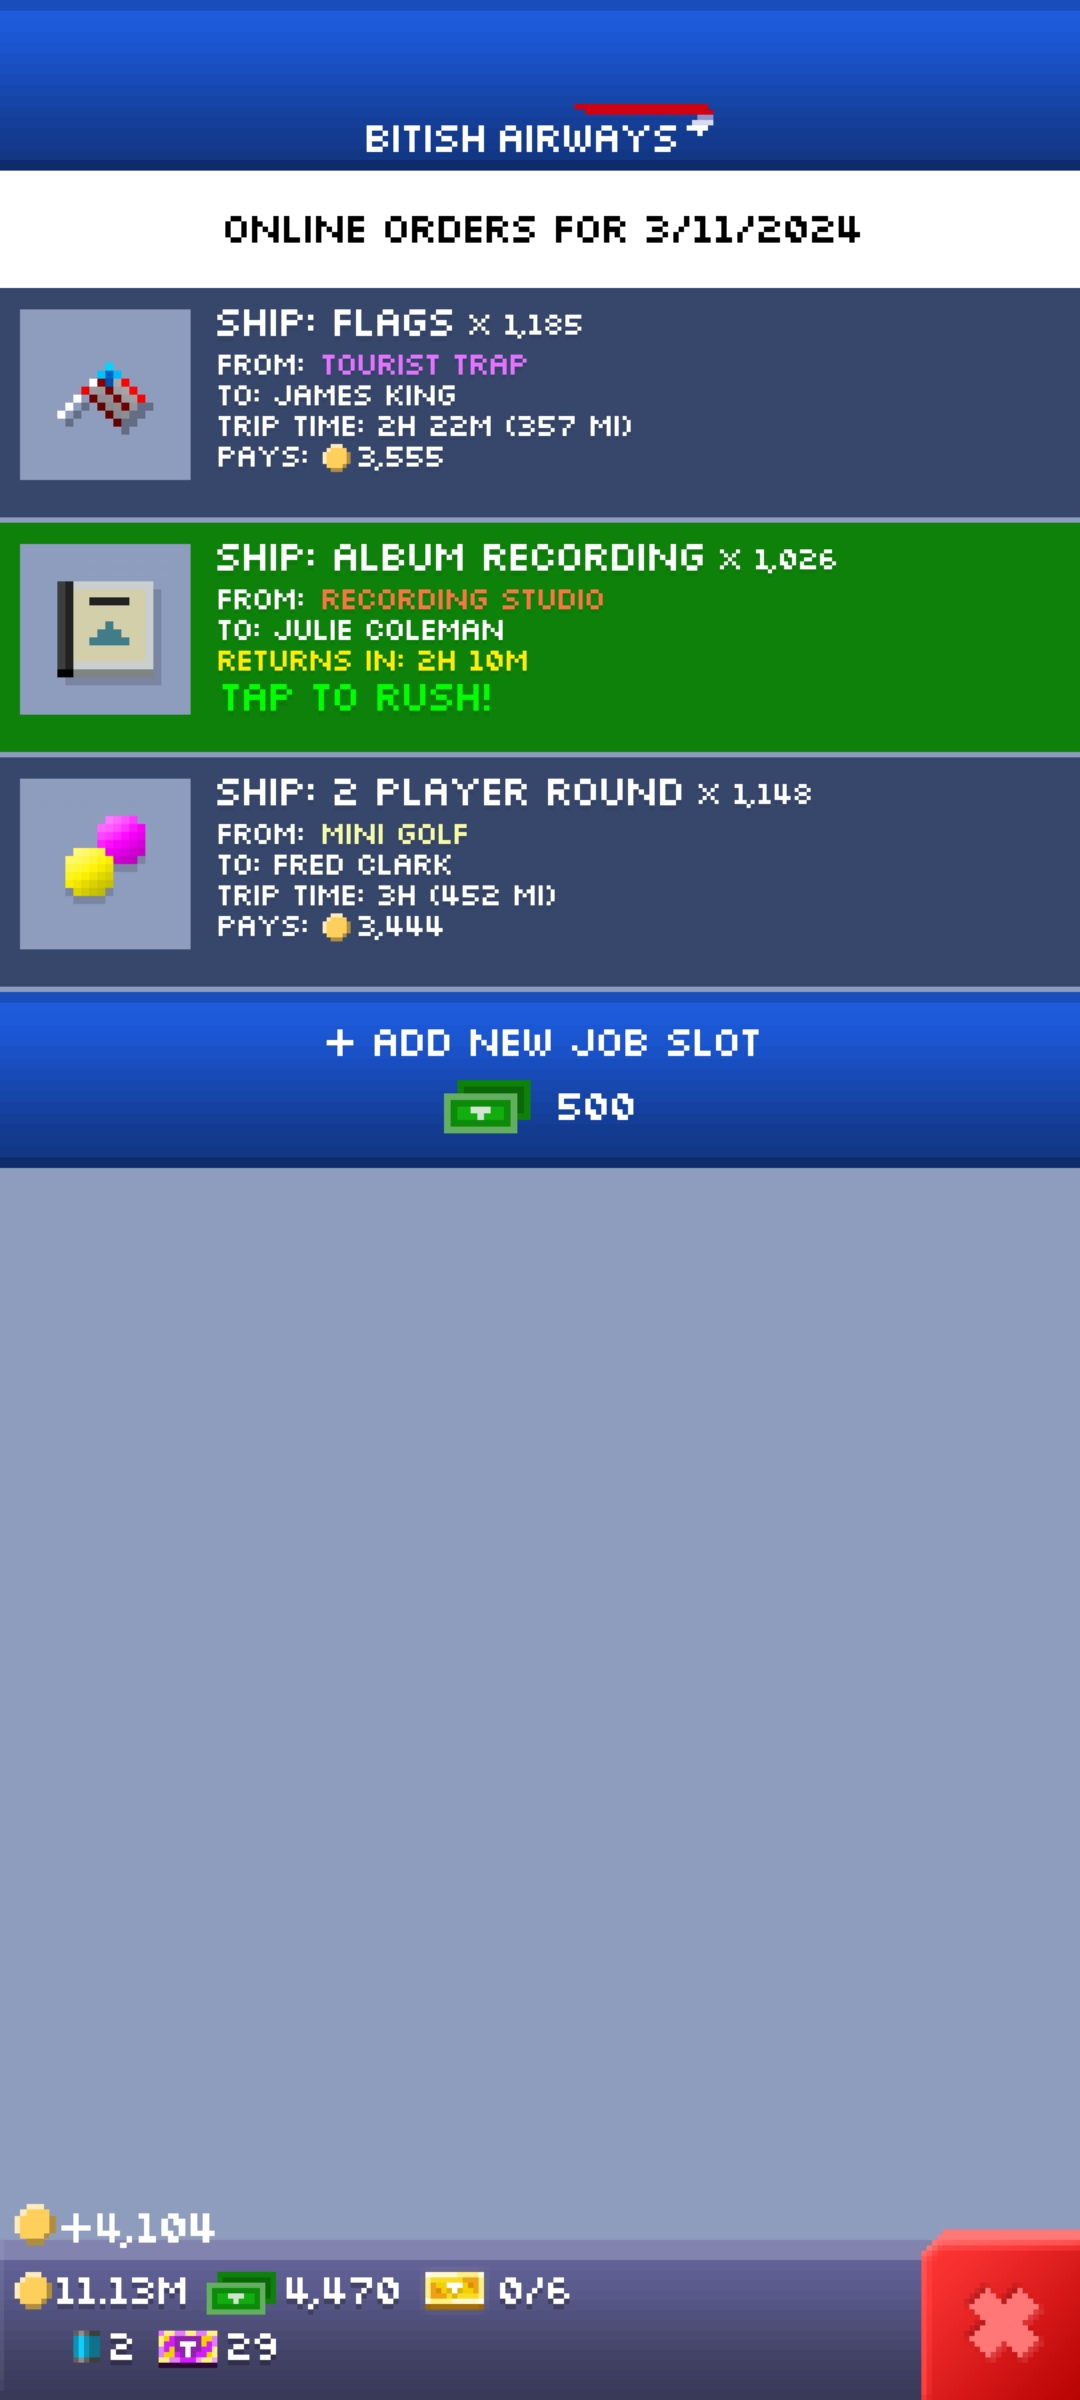 BITISH AIRWAYS
ONLINE ORDERS FOR 3/11/2024
SHIP: FLAGS X 1,185
FROM: TOURIST TRAP
TO: JAMES KING
TRIP TIME: 2H 22M (357 MI)
PAYS: 3,555
SHIP: ALBUM RECORDING X 1,026
FROM: RECORDING STUDIO
TO: JULIE COLEMAN
RETURNS IN: 2H 10M
TAP TO RUSH!
SHIP: 2 PLAYER ROUND X 1,148
FROM: MINI GOLF
TO: FRED CLARK
TRIP TIME: 3H (452 MI)
PAYS: 3,444
+ ADD NEW JOB SLOT
500
+4,104
11.13M 4,470 0/6
2 29